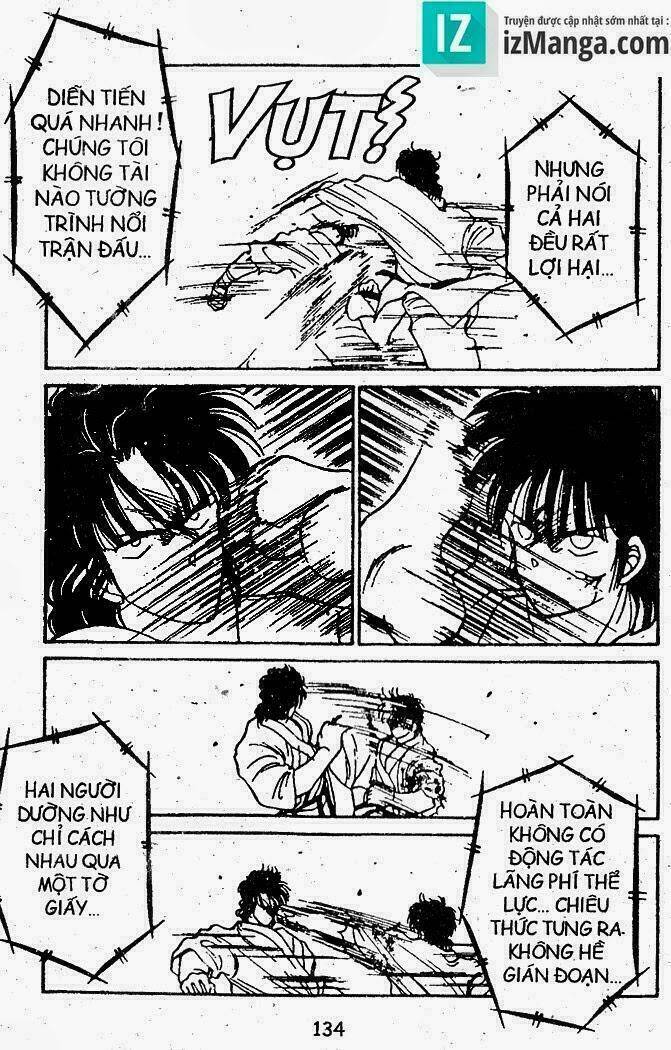 IZ
Truyện được cập nhật sớm nhất tại :
izManga.com
DIỄN TIẾN
QUÁ NHANH!
CHÚNG TÔI
KHÔNG TÀI
NÀO TƯỜNG
TRÌNH NỔI
TRẬN ĐẤU...
VỤT!
NHƯNG
PHẢI NÓI
CẢ HAI
ĐỀU RẤT
LỢI HẠI...
HAI NGƯỜI
DƯỜNG NHƯ
CHỈ CÁCH
NHAU QUA
MỘT TỜ
GIẤY...
HOÀN TOÀN
KHÔNG CÓ
ĐỘNG TÁC
LÃNG PHÍ THỂ
LỰC... CHIÊU
THỨC TUNG RA
KHÔNG HỀ
GIÁN ĐOẠN...
134